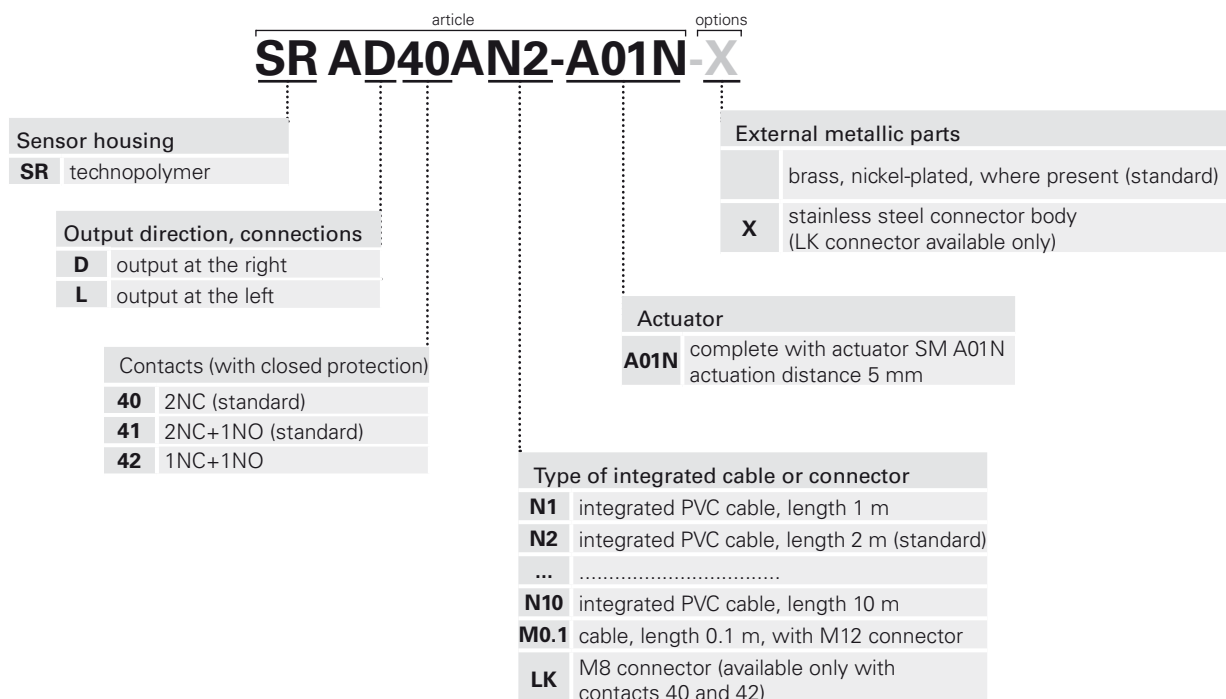 article
options
SR AD40AN2-A01N-X
Sensor housing
SR technopolymer
Output direction, connections
D output at the right
L output at the left
Contacts (with closed protection)
40 2NC (standard)
41 2NC+1NO (standard)
42 1NC+1NO
External metallic parts
brass, nickel-plated, where present (standard)
X stainless steel connector body
(LK connector available only)
Actuator
A01N complete with actuator SM A01N
actuation distance 5 mm
Type of integrated cable or connector
N1 integrated PVC cable, length 1 m
N2 integrated PVC cable, length 2 m (standard)
... .................................
N10 integrated PVC cable, length 10 m
M0.1 cable, length 0.1 m, with M12 connector
LK M8 connector (available only with
contacts 40 and 42)